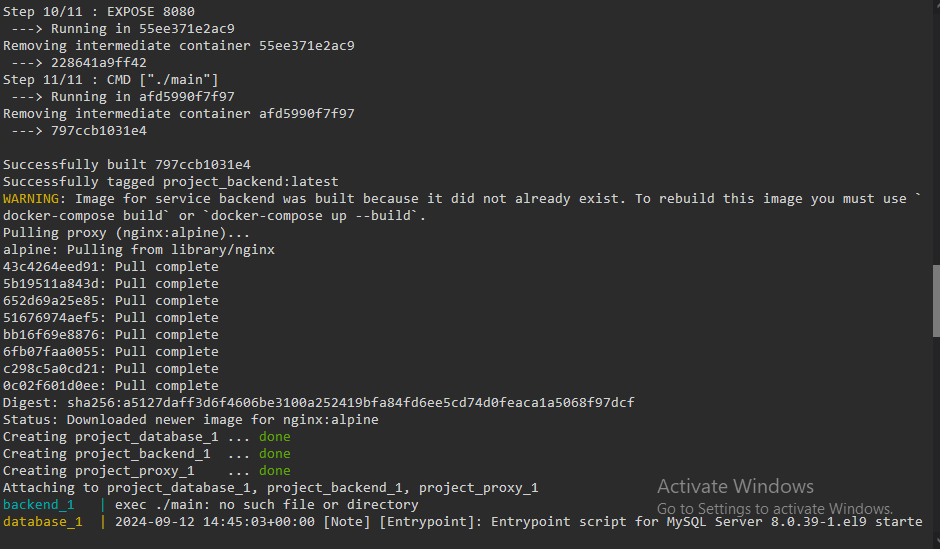 Step 10/11 : EXPOSE 8080
 ---> Running in 55ee371e2ac9
Removing intermediate container 55ee371e2ac9
 ---> 228641a9ff42
Step 11/11 : CMD ["./main"]
 ---> Running in afd5990f7f97
Removing intermediate container afd5990f7f97
 ---> 797ccb1031e4

Successfully built 797ccb1031e4
Successfully tagged project_backend:latest
WARNING: Image for service backend was built because it did not already exist. To rebuild this image you must use `
docker-compose build` or `docker-compose up --build`.
Pulling proxy (nginx:alpine)...
alpine: Pulling from library/nginx
43c4264eed91: Pull complete
5b19511a843d: Pull complete
652d69a25e85: Pull complete
51676974aef5: Pull complete
bb16f69e8876: Pull complete
6fb07faa0055: Pull complete
c298c5a0cd21: Pull complete
0c02f601d0ee: Pull complete
Digest: sha256:a5127daff3d6f4606be3100a252419bfa84fd6ee5cd74d0feaca1a5068f97dcf
Status: Downloaded newer image for nginx:alpine
Creating project_database_1 ... done
Creating project_backend_1  ... done
Creating project_proxy_1    ... done
Attaching to project_database_1, project_backend_1, project_proxy_1
backend_1   | exec ./main: no such file or directory
database_1  | 2024-09-12 14:45:03+00:00 [Note] [Entrypoint]: Entrypoint script for MySQL Server 8.0.39-1.el9 starte
Activate Windows
Go to Settings to activate Windows.